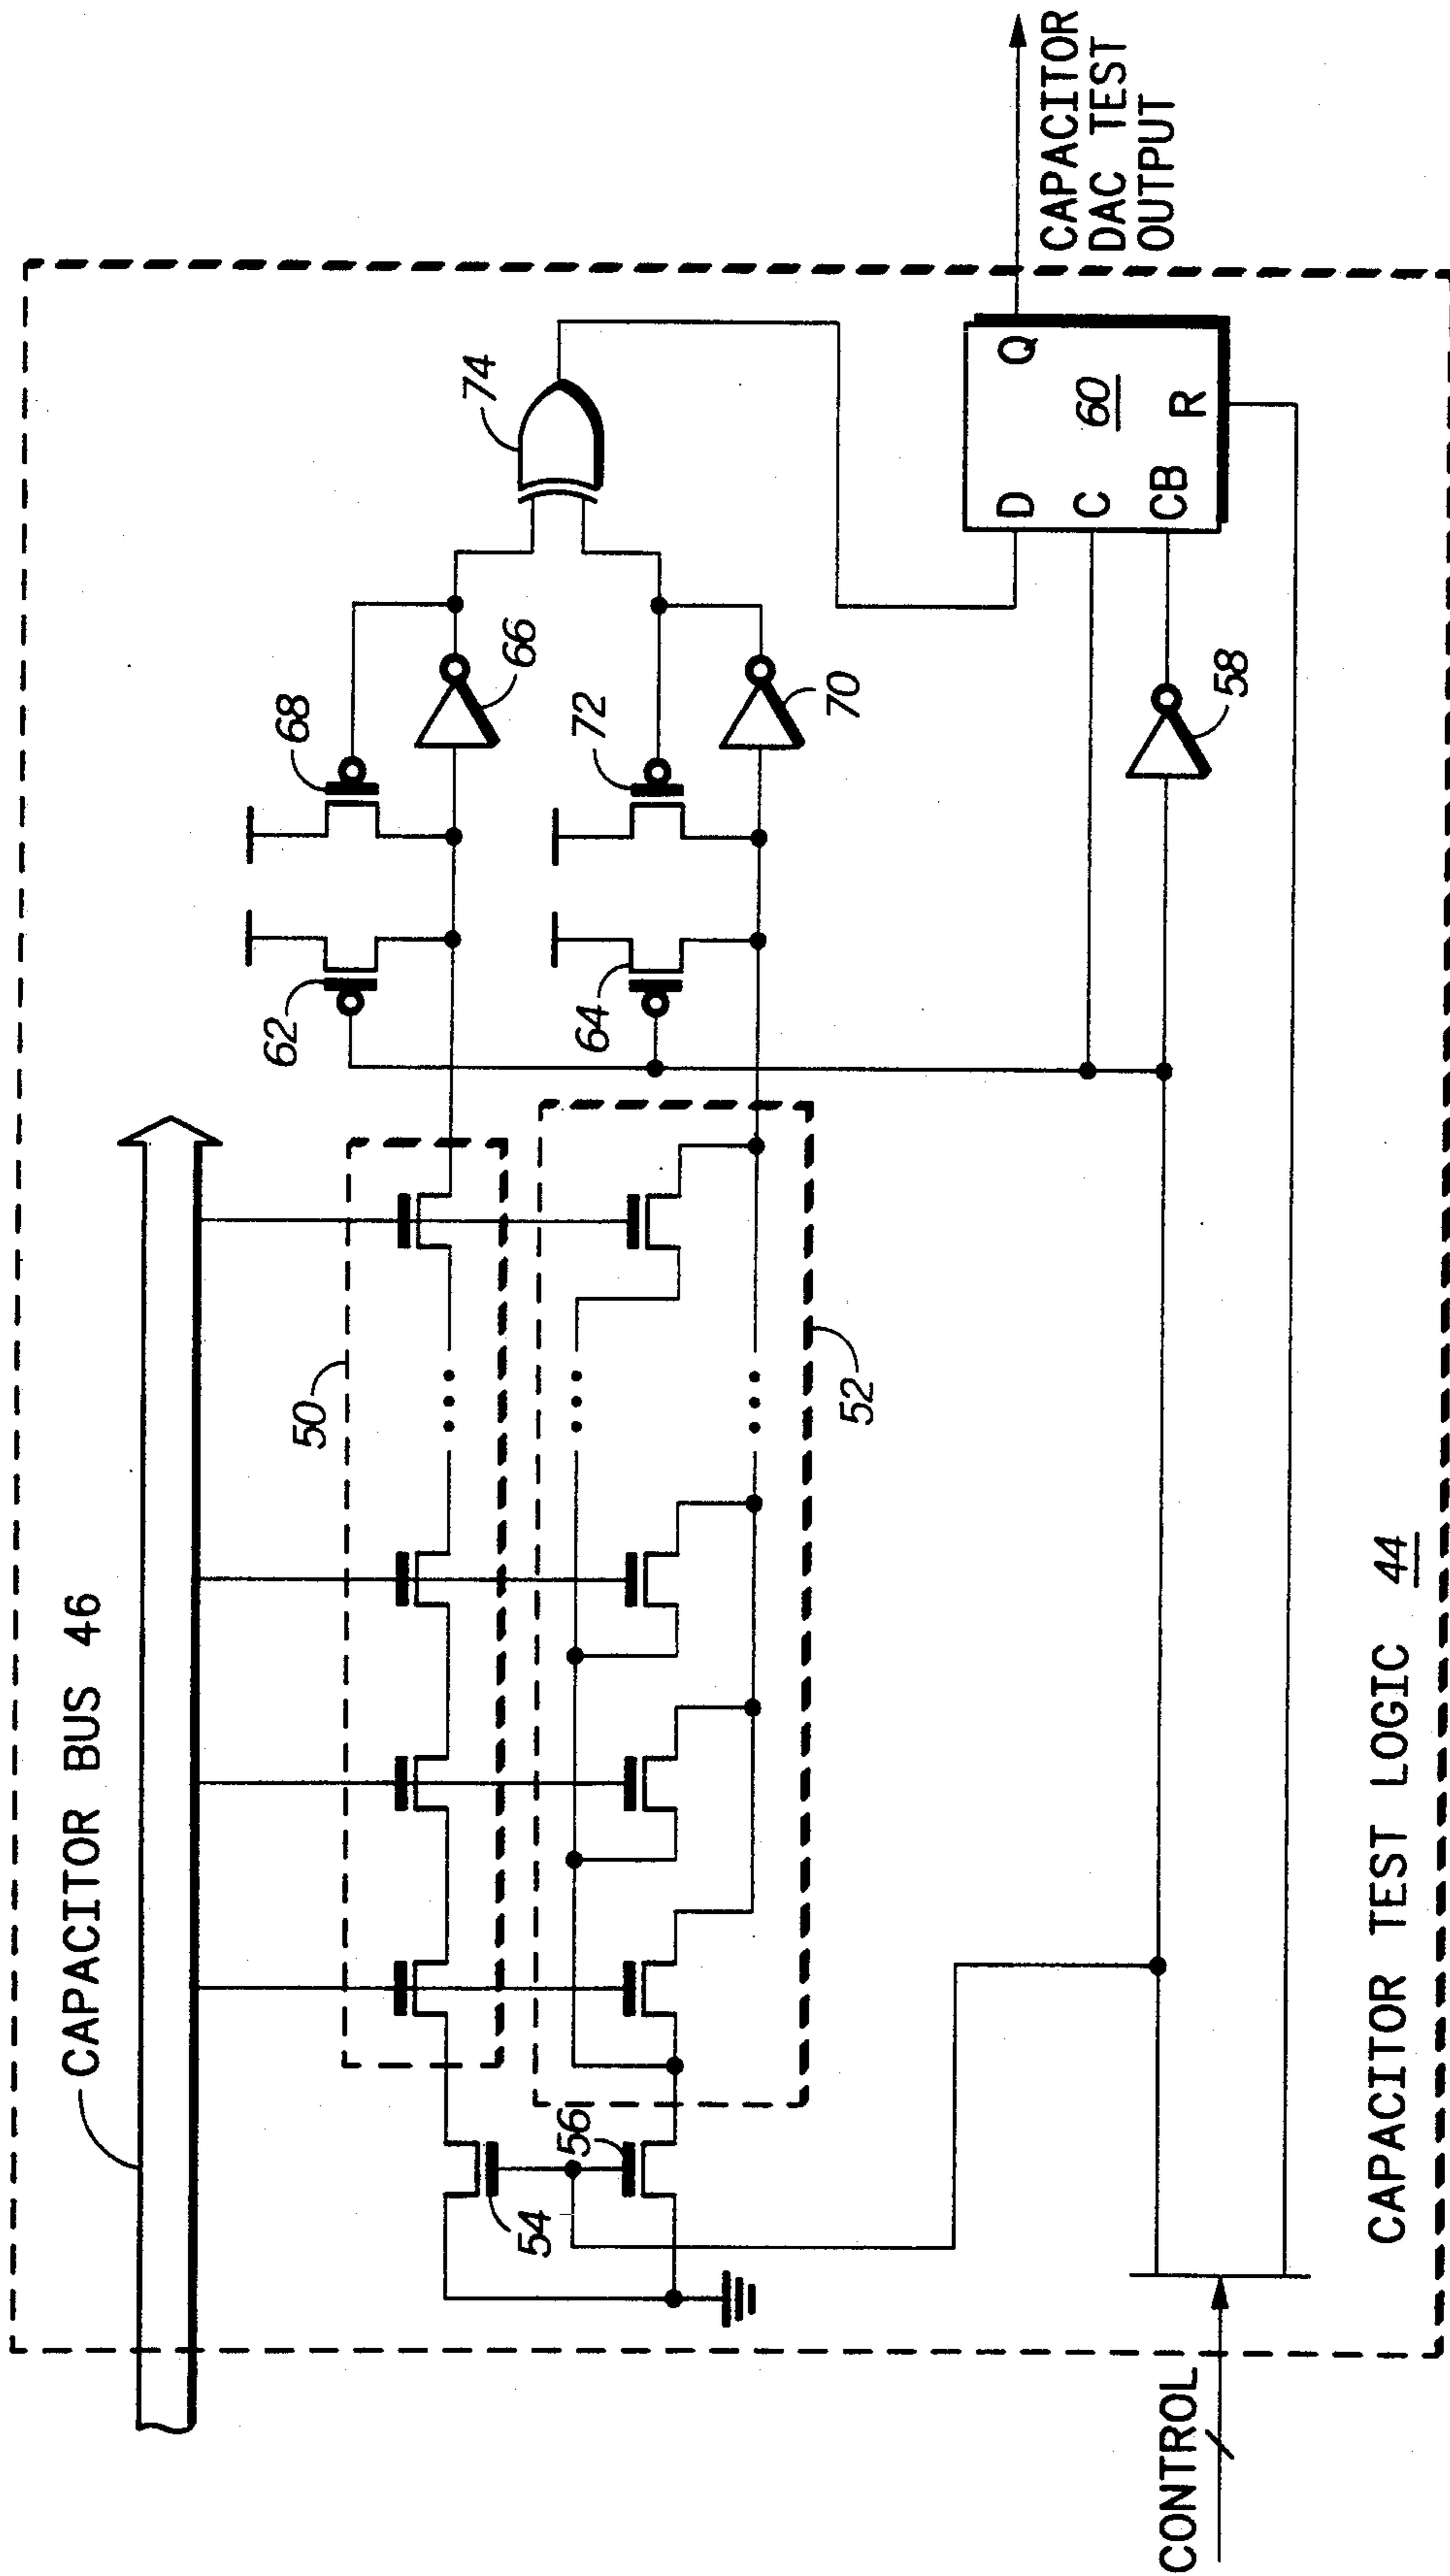 CAPACITOR BUS 46
50
52
54
56
62
68
66
64
72
70
74
58
D
Q
C
60
CB
R
CAPACITOR
DAC TEST
OUTPUT
CONTROL
CAPACITOR TEST LOGIC 44